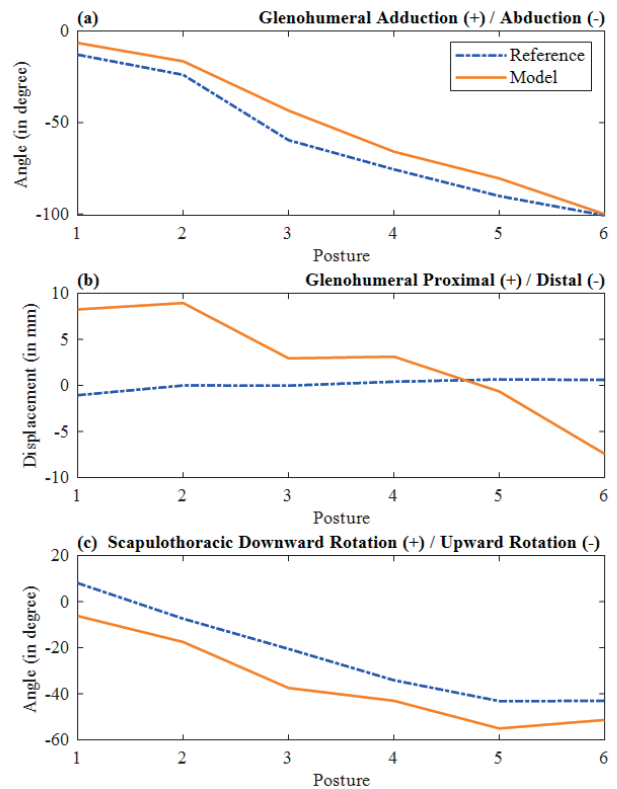 (a) Glenohumeral Adduction (+) / Abduction (-)
0
-50
-100
Angle (in degree)
Reference
Model
1 2 3 4 5 6
Posture
(b) Glenohumeral Proximal (+) / Distal (-)
10
5
0
-5
-10
Displacement (in mm)
1 2 3 4 5 6
Posture
(c) Scapulothoracic Downward Rotation (+) / Upward Rotation (-)
20
0
-20
-40
-60
Angle (in degree)
1 2 3 4 5 6
Posture